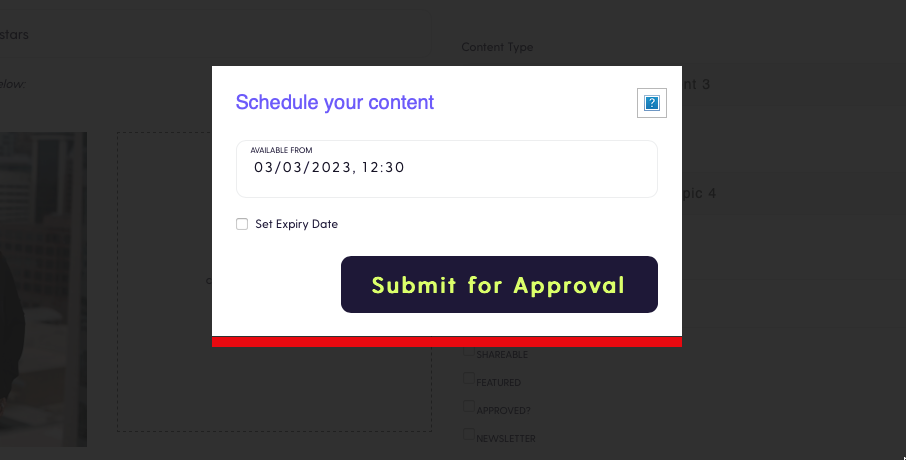 stars
Content Type
elow:
nt 3
Schedule your content
?
AVAILABLE FROM
03/03/2023, 12:30
pic 4
Set Expiry Date
Submit for Approval
SHAREABLE
FEATURED
APPROVED?
NEWSLETTER